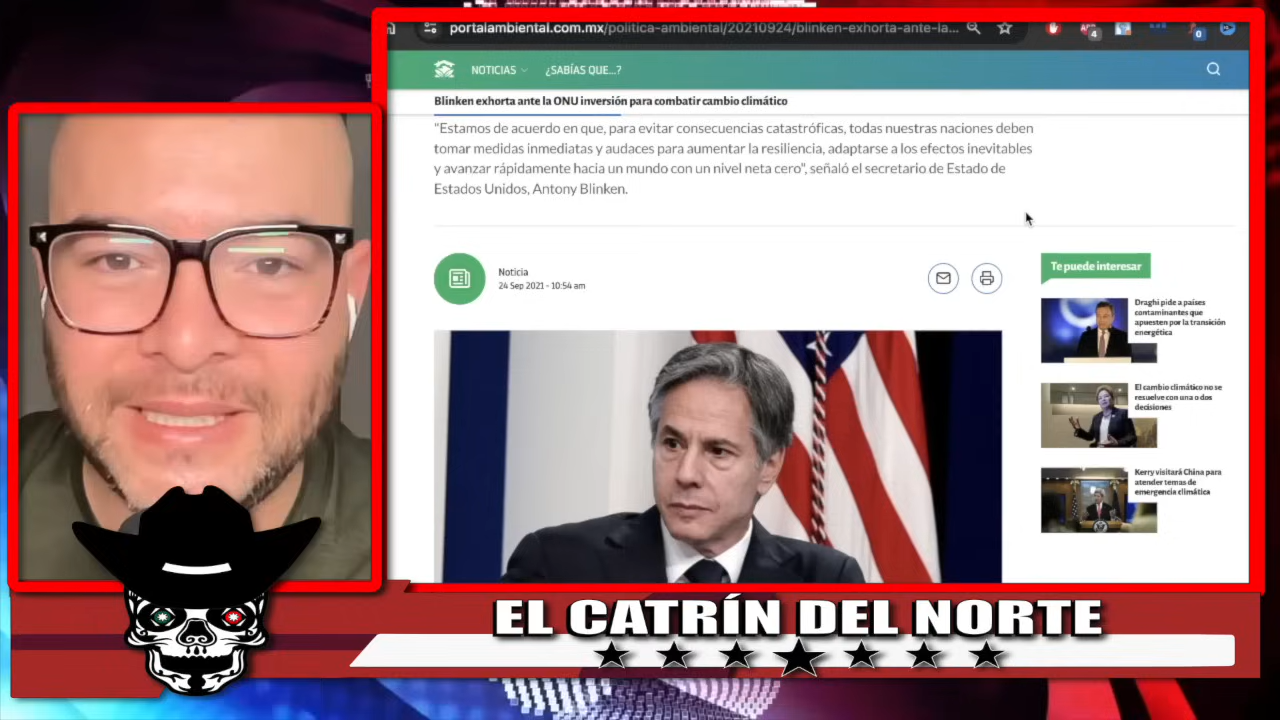 portalambiental.com.mx/politica-ambiental/20210924/blinken-exhorta-ante-la...
4
0
NOTICIAS
¿SABÍAS QUE...?
Blinken exhorta ante la ONU inversión para combatir cambio climático
"Estamos de acuerdo en que, para evitar consecuencias catastróficas, todas nuestras naciones deben
tomar medidas inmediatas y audaces para aumentar la resiliencia, adaptarse a los efectos inevitables
y avanzar rápidamente hacia un mundo con un nivel neta cero", señaló el secretario de Estado de
Estados Unidos, Antony Blinken.
Noticia
24 Sep 2021 - 10:54 am
Te puede interesar
Draghi pide a países
contaminantes que
apuesten por la transición
energética
El cambio climático no se
resuelve con una o dos
decisiones
Kerry visitará China para
atender temas de
emergencia climática
EL CATRÍN DEL NORTE